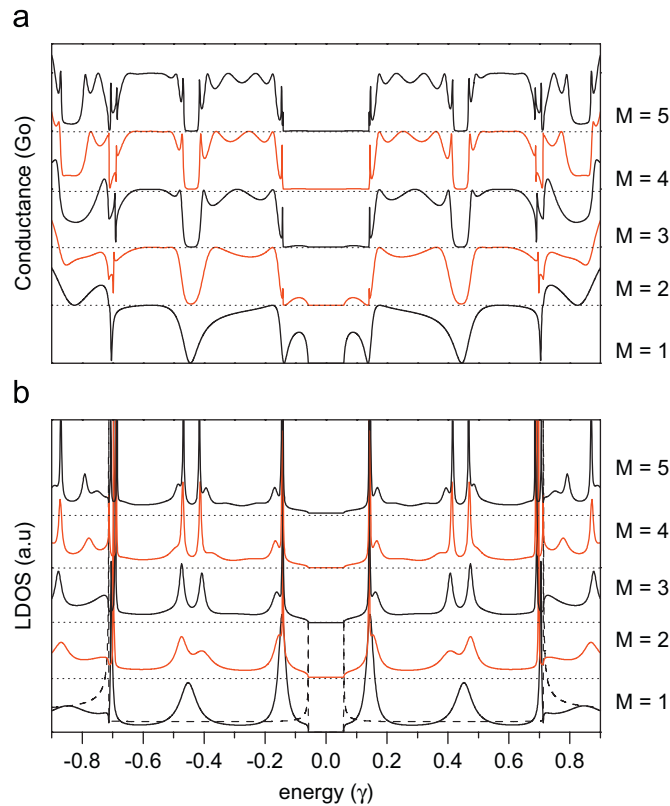 a
Conductance (Go)
M = 5
M = 4
M = 3
M = 2
M = 1
b
LDOS (a.u)
M = 5
M = 4
M = 3
M = 2
M = 1
-0.8 -0.6 -0.4 -0.2 0.0 0.2 0.4 0.6 0.8
energy (γ)